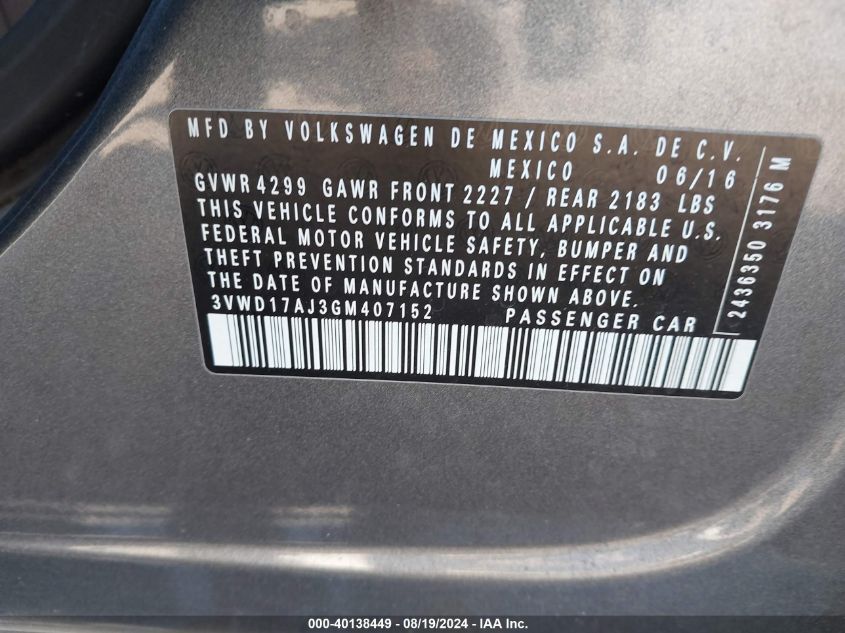 MFD BY VOLKSWAGEN DE MEXICO S.A. DE C.V.
MEXICO 06/16
GVWR 4299 GAWR FRONT 2227 / REAR 2183 LBS
THIS VEHICLE CONFORMS TO ALL APPLICABLE U.S.
FEDERAL MOTOR VEHICLE SAFETY, BUMPER AND
THEFT PREVENTION STANDARDS IN EFFECT ON
THE DATE OF MANUFACTURE SHOWN ABOVE.
3VWD17AJ3GM407152 PASSENGER CAR
2436350 3176 M
000-40138449 - 08/19/2024 - IAA Inc.